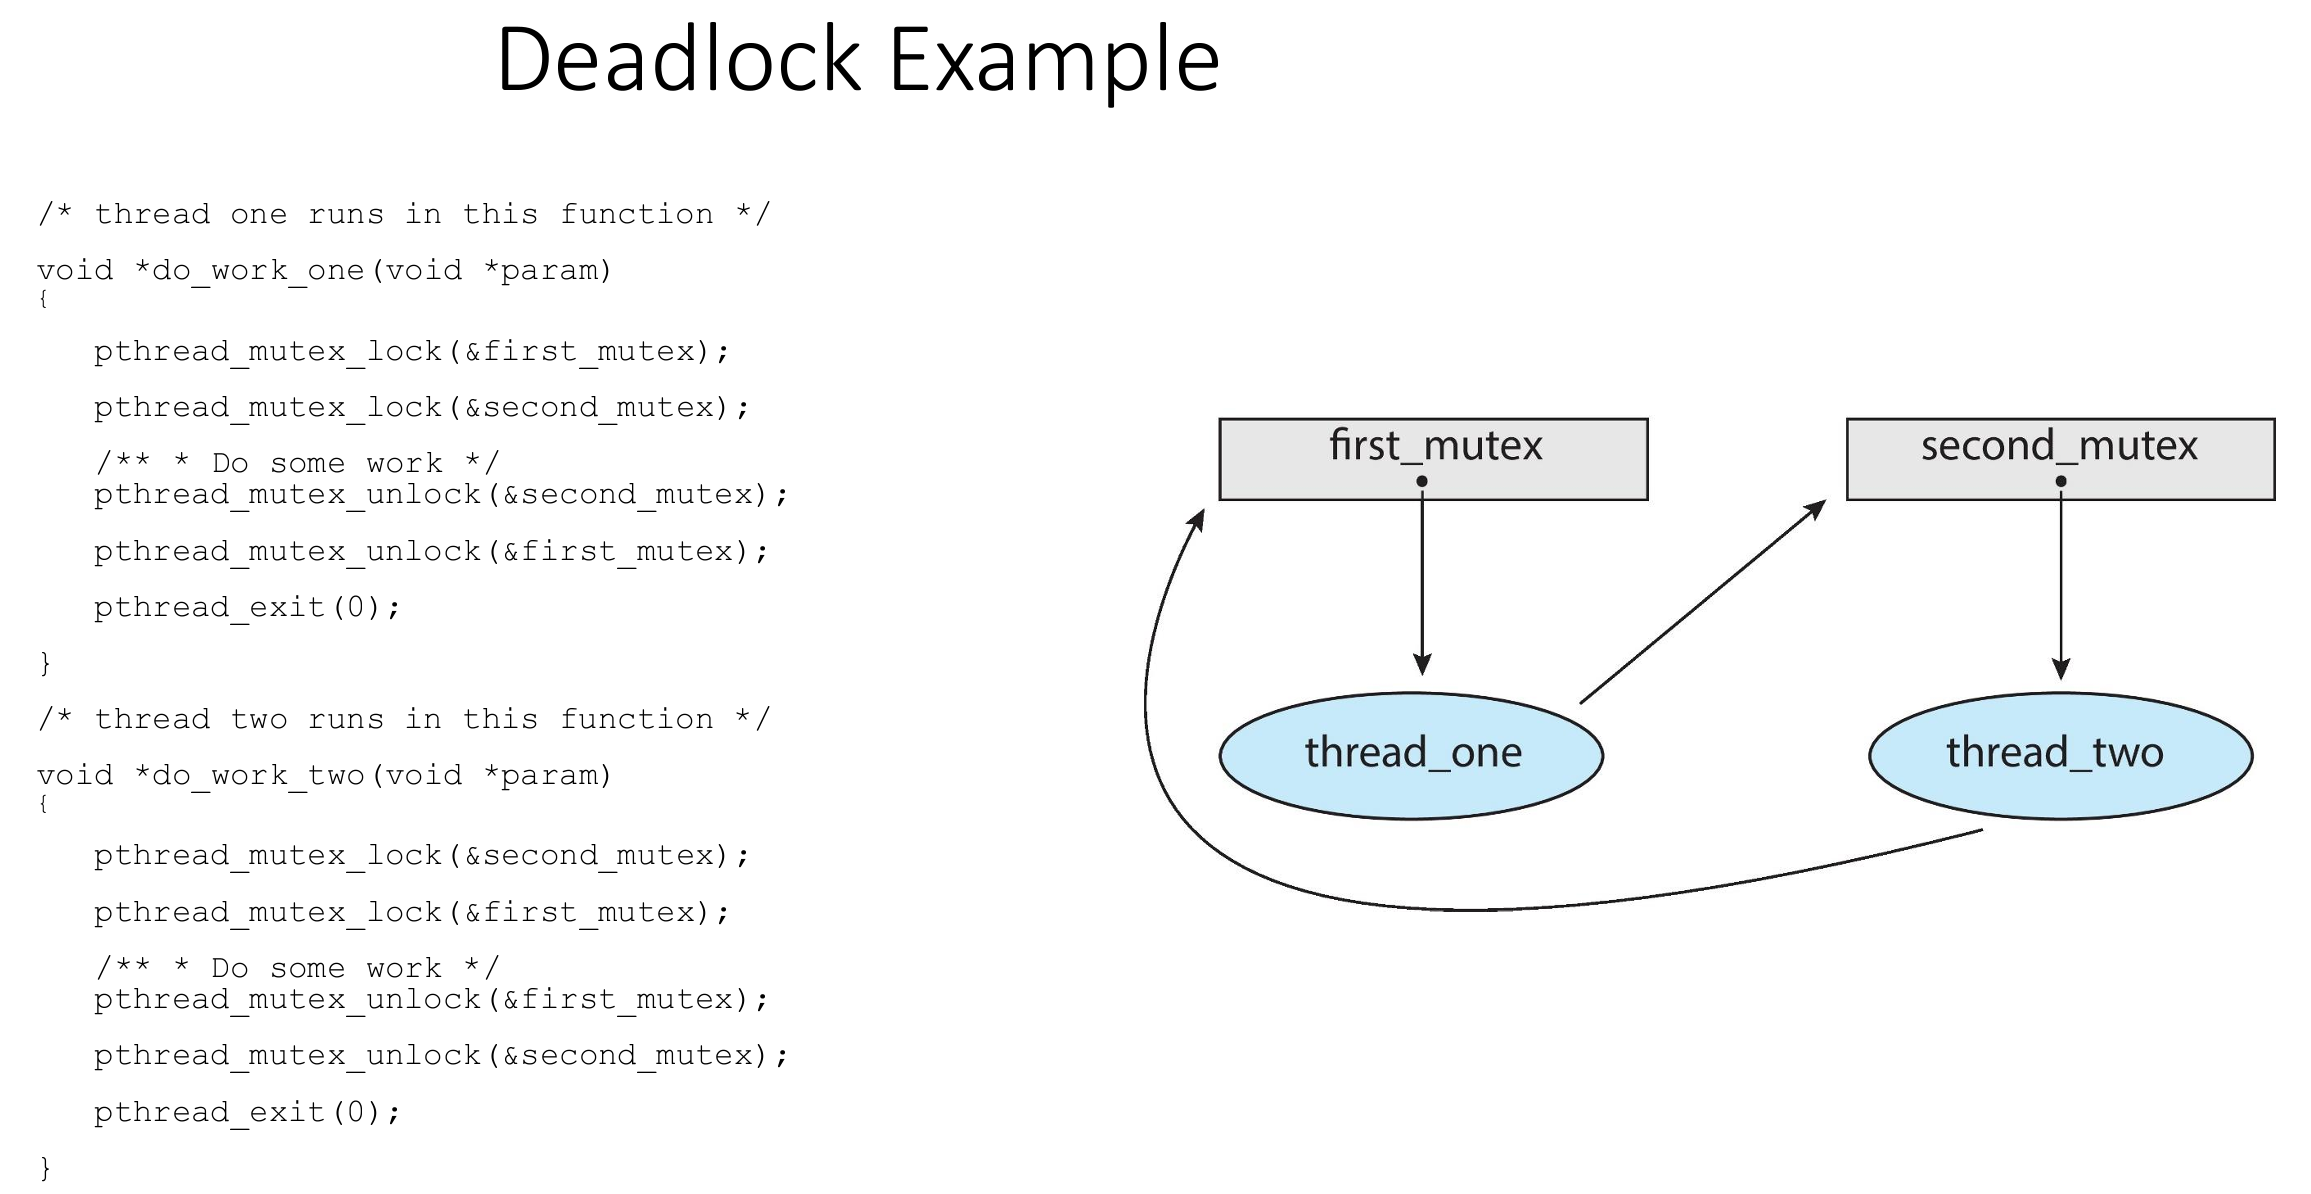 Deadlock Example
/* thread one runs in this function */
void *do_work_one(void *param)
{
pthread_mutex_lock(&first_mutex);
pthread_mutex_lock(&second_mutex);
/** * Do some work */
pthread_mutex_unlock(&second_mutex);
pthread_mutex_unlock(&first_mutex);
pthread_exit(0);
}
/* thread two runs in this function */
void *do_work_two(void *param)
{
pthread_mutex_lock(&second_mutex);
pthread_mutex_lock(&first_mutex);
/** * Do some work */
pthread_mutex_unlock(&first_mutex);
pthread_mutex_unlock(&second_mutex);
pthread_exit(0);
}
first_mutex
second_mutex
thread_one
thread_two